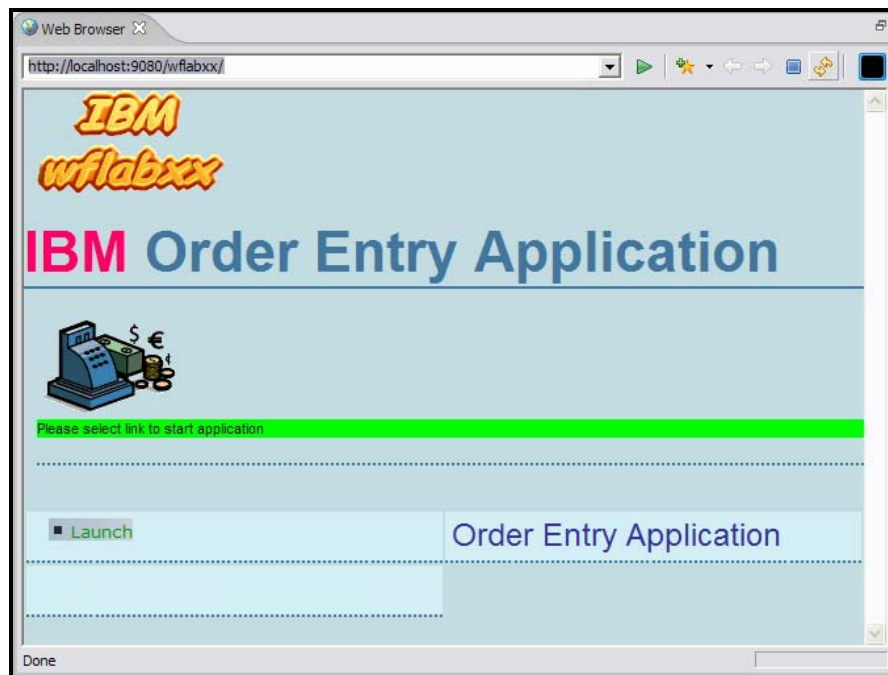 Web Browser
http://localhost:9080/wflabxx/
IBM
wflabxx
IBM Order Entry Application
$ €
¢
Please select link to start application
Launch
Order Entry Application
Done